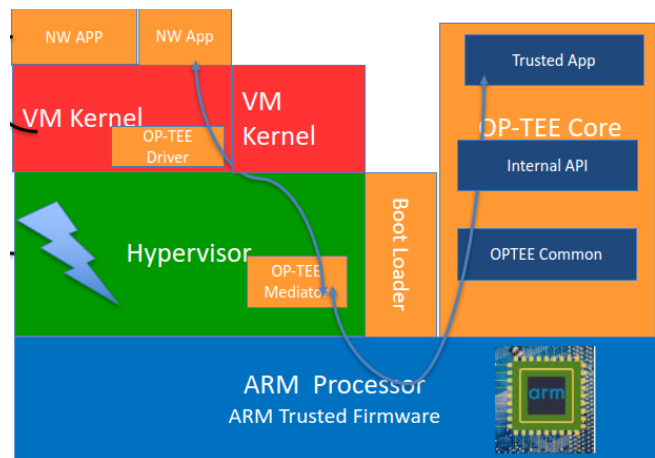 NW APP
NW App
VM Kernel
OP-TEE
Driver
VM
Kernel
Hypervisor
OP-TEE
Mediator
Boot Loader
Trusted App
OP-TEE Core
Internal API
OPTEE Common
ARM  Processor
ARM Trusted Firmware
arm